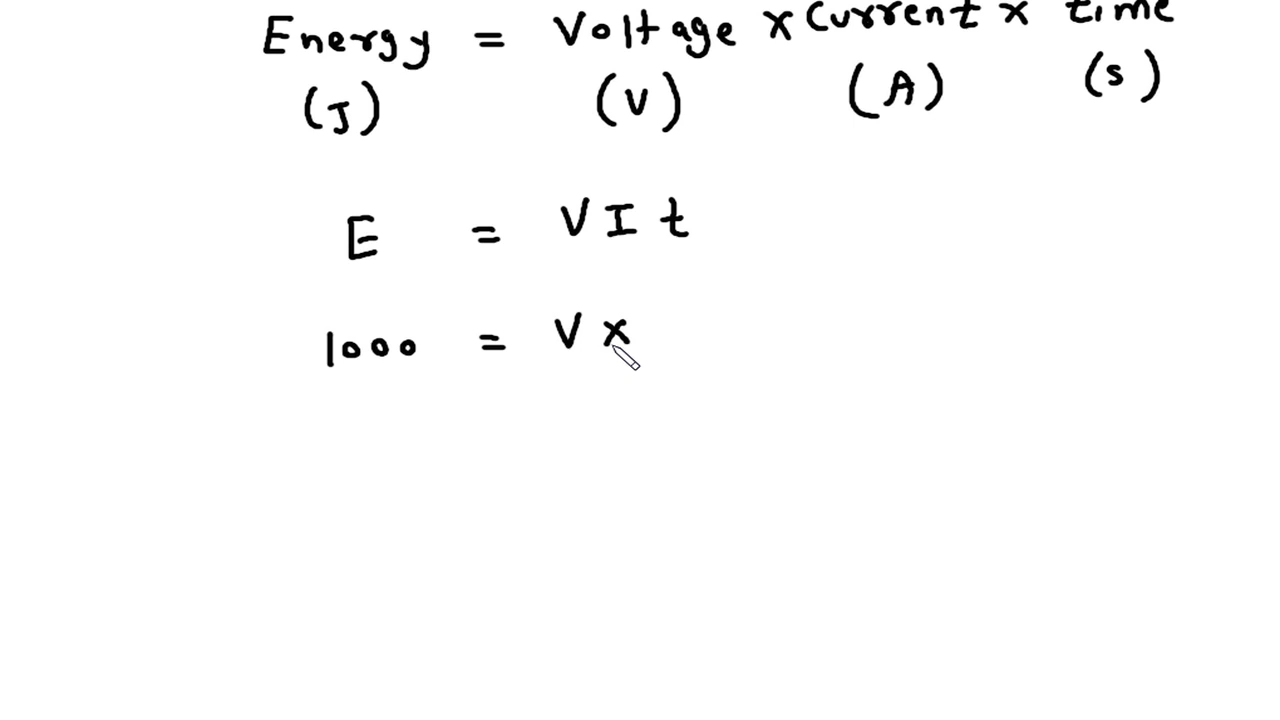 Energy = Voltage x Current x time
(J) (V) (A) (s)
E = V I t
1000 = V x